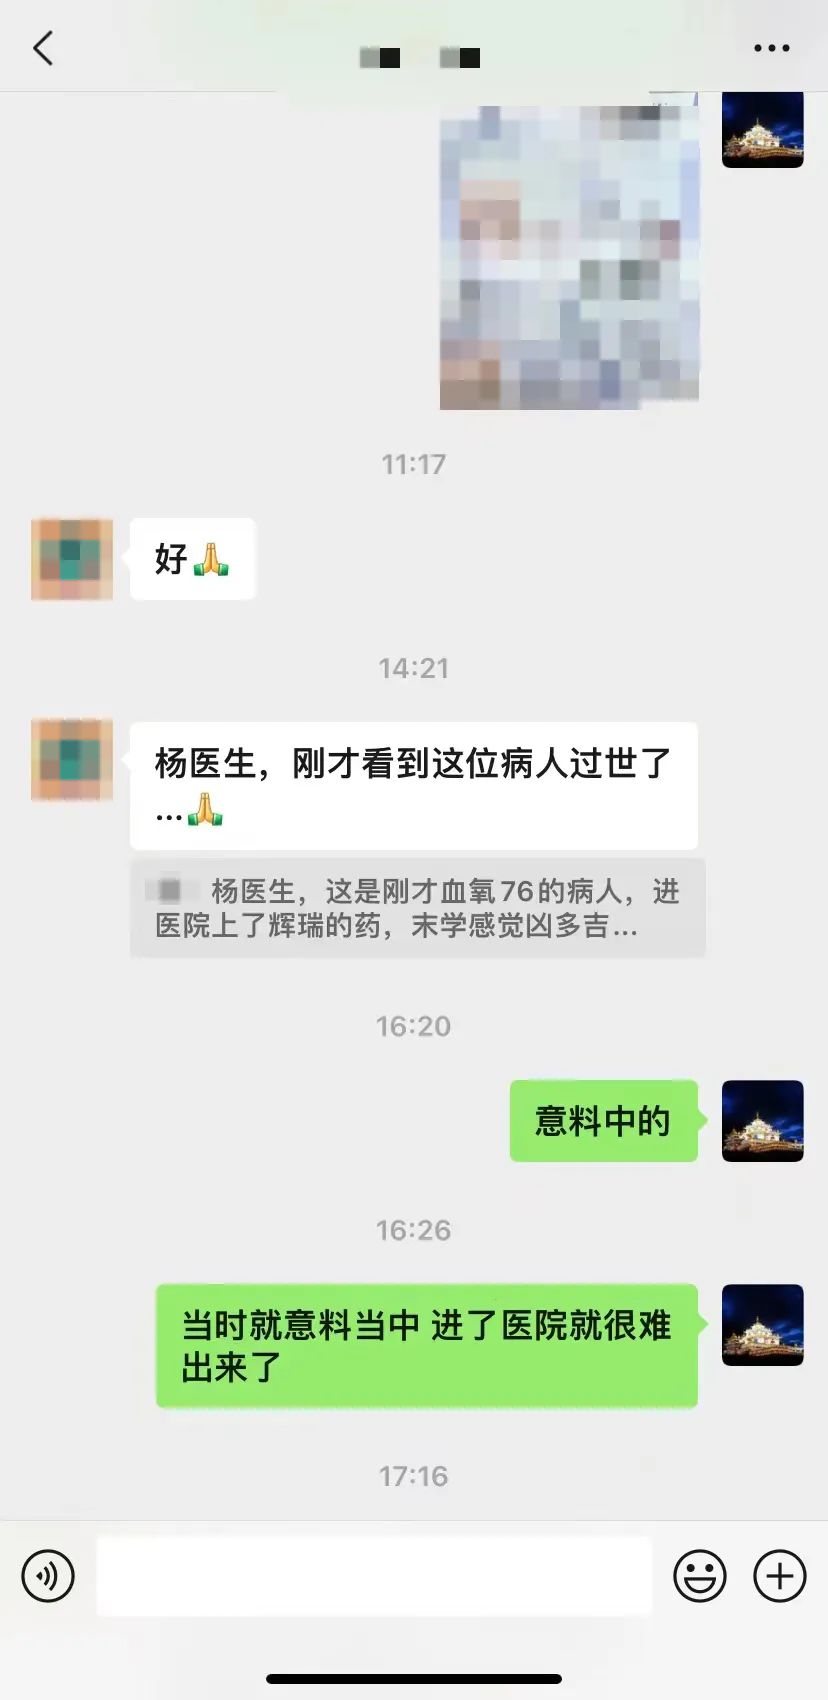 11:17
好🙏
14:21
杨医生，刚才看到这位病人过世了
...🙏
杨医生，这是刚才血氧76的病人，进
医院上了辉瑞的药，末学感觉凶多吉...
16:20
意料中的
16:26
当时就意料当中 进了医院就很难
出来了
17:16